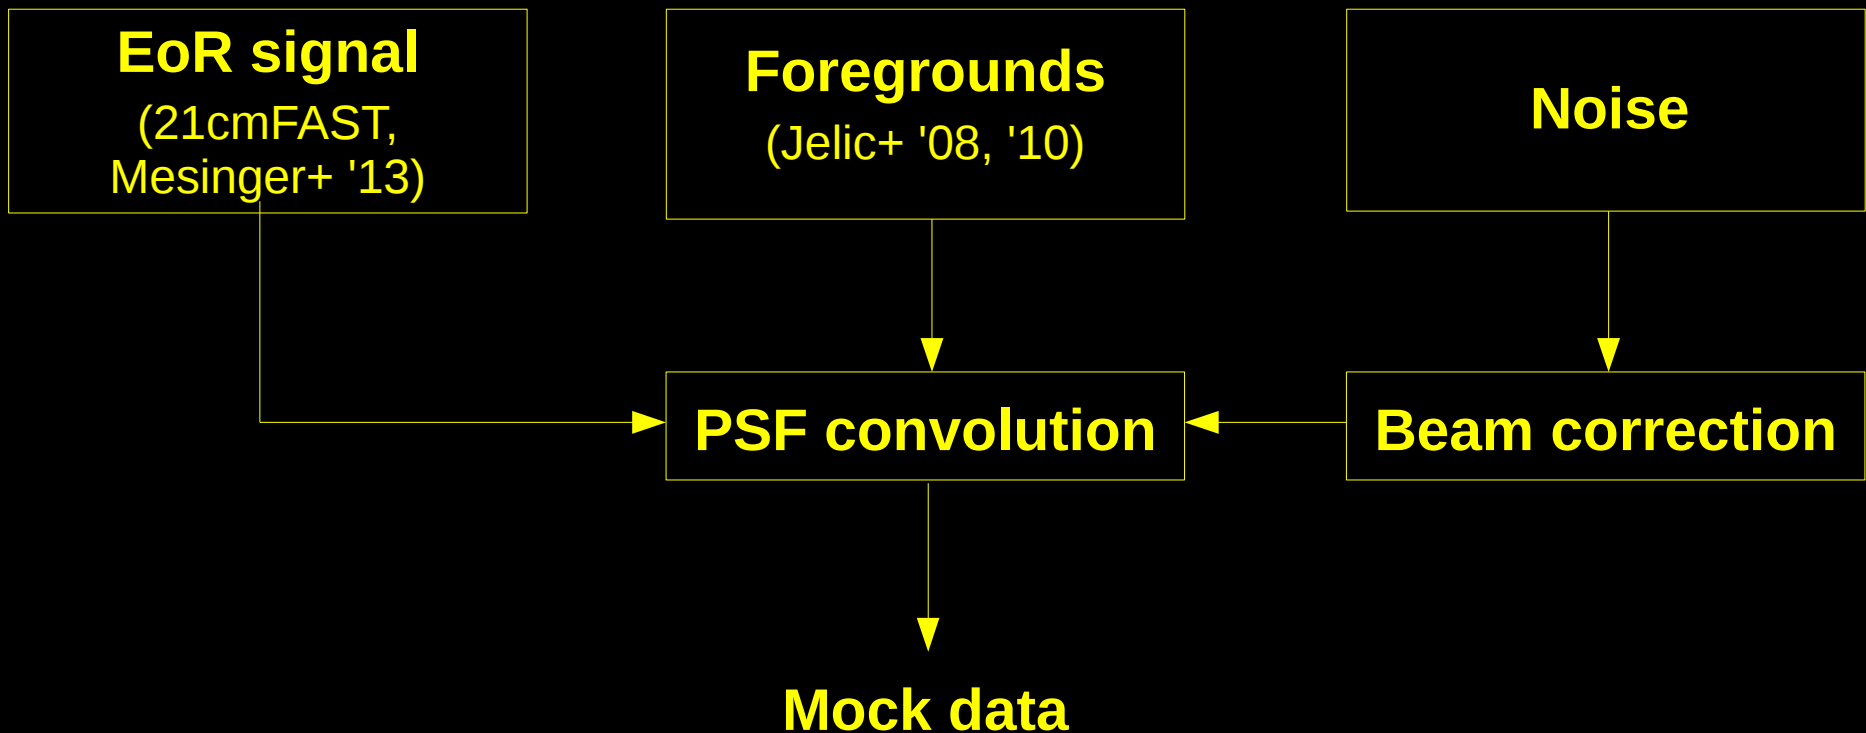 EoR signal
(21cmFAST,
Mesinger+ '13)
Foregrounds
(Jelic+ '08, '10)
Noise
PSF convolution
Beam correction
Mock data